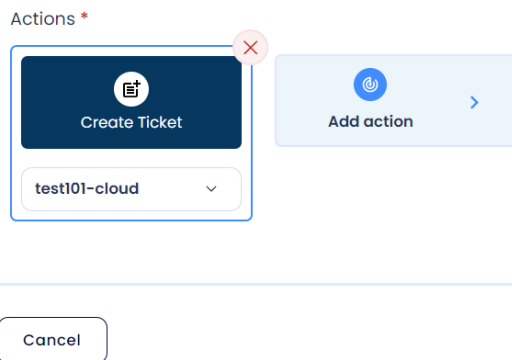 Actions *
Create Ticket
Add action
test101-cloud
Cancel